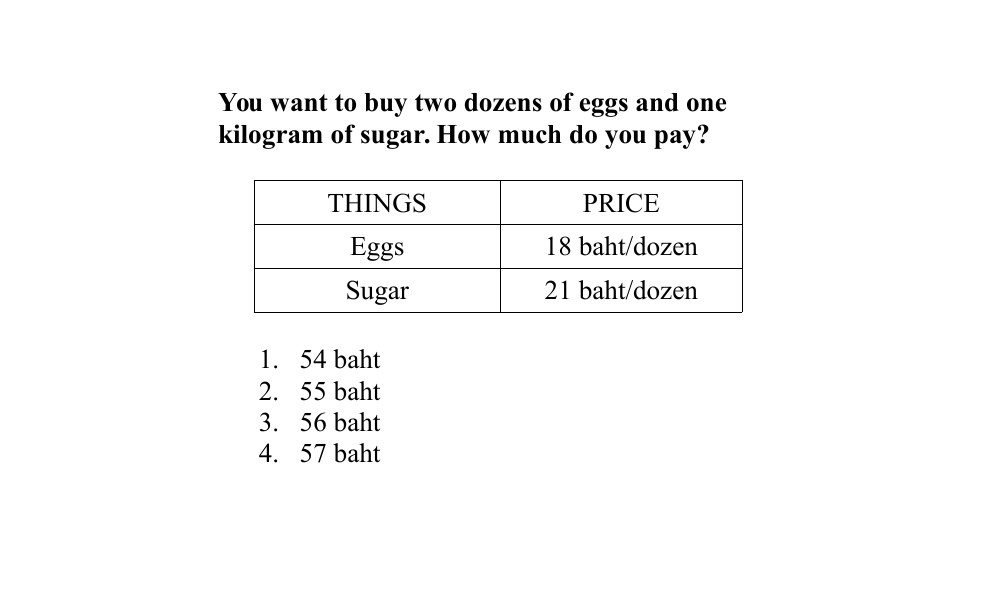 You want to buy two dozens of eggs and one
kilogram of sugar. How much do you pay?
THINGS PRICE
Eggs 18 baht/dozen
Sugar 21 baht/dozen
1. 54 baht
2. 55 baht
3. 56 baht
4. 57 baht